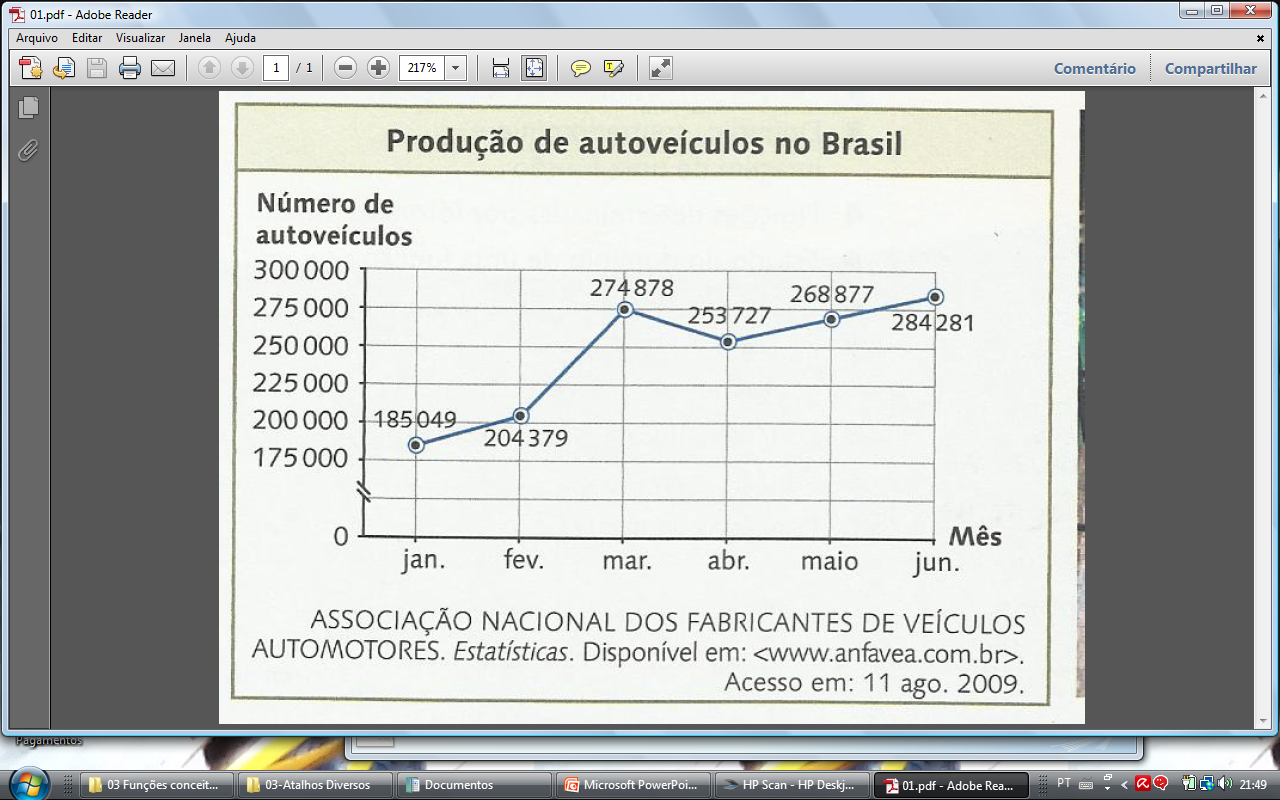 01.pdf - Adobe Reader
Arquivo Editar Visualizar Janela Ajuda
1 / 1 217% Comentário Compartilhar
Produção de autoveículos no Brasil
Número de
autoveículos
300 000
275 000
250 000
225 000
200 000
175 000
0
185 049
204 379
274 878
253 727
268 877
284 281
jan. fev. mar. abr. maio jun.
Mês
ASSOCIAÇÃO NACIONAL DOS FABRICANTES DE VEÍCULOS
AUTOMOTORES. Estatísticas. Disponível em: <www.anfavea.com.br>.
Acesso em: 11 ago. 2009.
Pagamentos
03 Funções conceit... 03-Atalhos Diversos Documentos Microsoft PowerPoi... HP Scan - HP Deskj... 01.pdf - Adobe Rea... PT 21:49